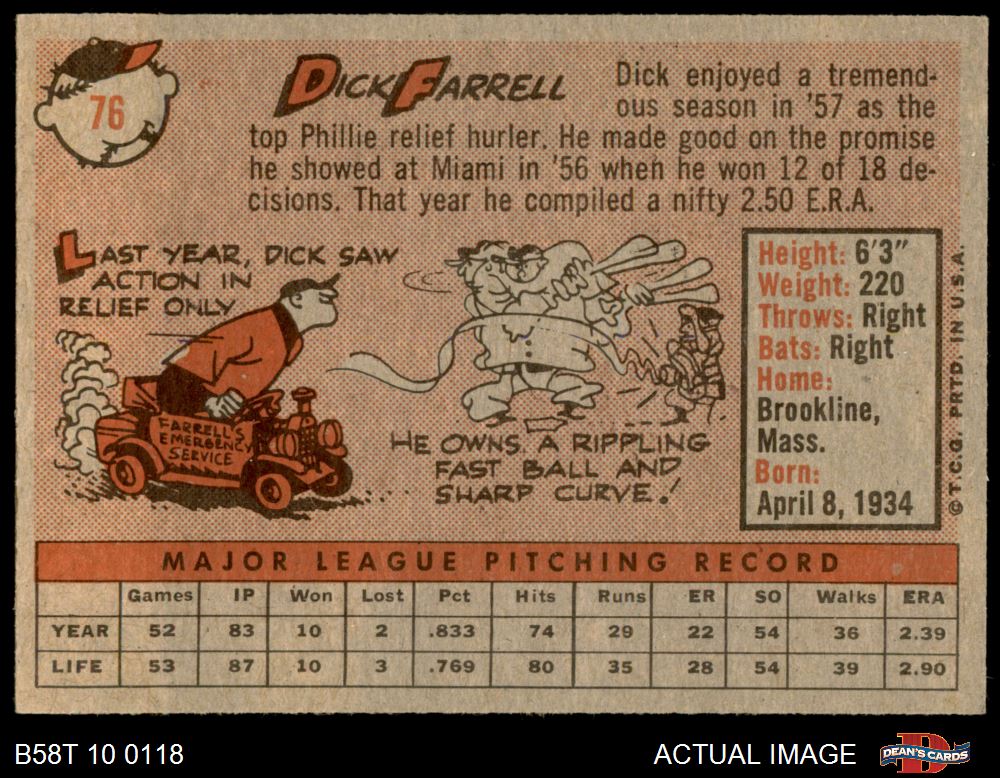 76
DICK FARRELL
Dick enjoyed a tremend-
ous season in '57 as the
top Phillie relief hurler. He made good on the promise
he showed at Miami in '56 when he won 12 of 18 de-
cisions. That year he compiled a nifty 2.50 E.R.A.
LAST YEAR, DICK SAW
ACTION IN
RELIEF ONLY
FARRELL'S
EMERGENCY
SERVICE
HE OWNS A RIPPLING
FAST BALL AND
SHARP CURVE!
Height: 6'3"
Weight: 220
Throws: Right
Bats: Right
Home:
Brookline,
Mass.
Born:
April 8, 1934
© T.C.G. PRTD. IN U.S.A.
MAJOR LEAGUE PITCHING RECORD
Games IP Won Lost Pct Hits Runs ER SO Walks ERA
YEAR 52 83 10 2 .833 74 29 22 54 36 2.39
LIFE 53 87 10 3 .769 80 35 28 54 39 2.90
B58T 10 0118
ACTUAL IMAGE
D
DEAN'S CARDS